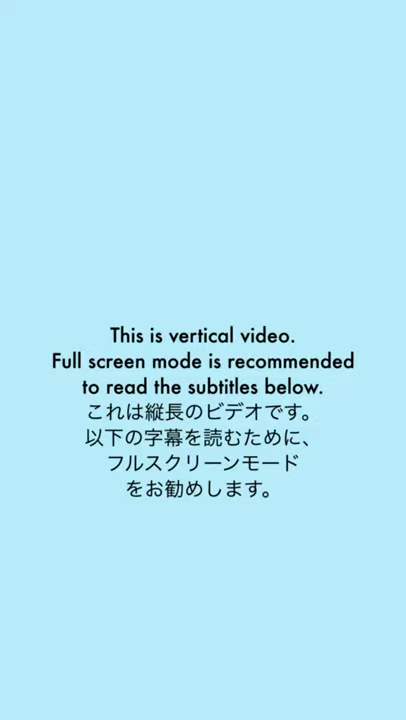 This is vertical video.
Full screen mode is recommended
to read the subtitles below.
これは縦長のビデオです。
以下の字幕を読むために、
フルスクリーンモード
をお勧めします。